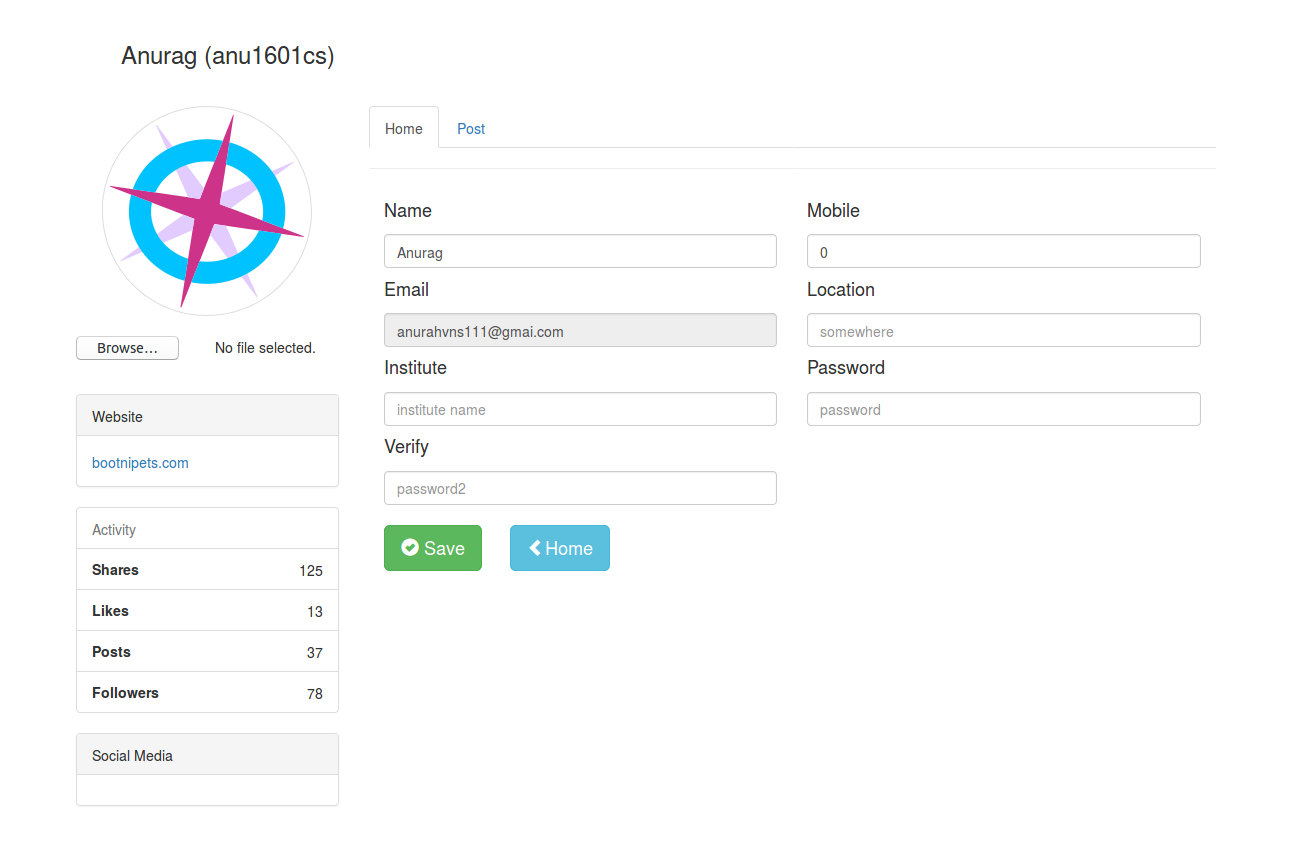 Anurag (anu1601cs)
Browse... No file selected.
Website
bootnipets.com
Activity
Shares 125
Likes 13
Posts 37
Followers 78
Social Media
Home Post
Name Mobile
Anurag 0
Email Location
anurahvns111@gmai.com somewhere
Institute Password
institute name password
Verify
password2
Save Home